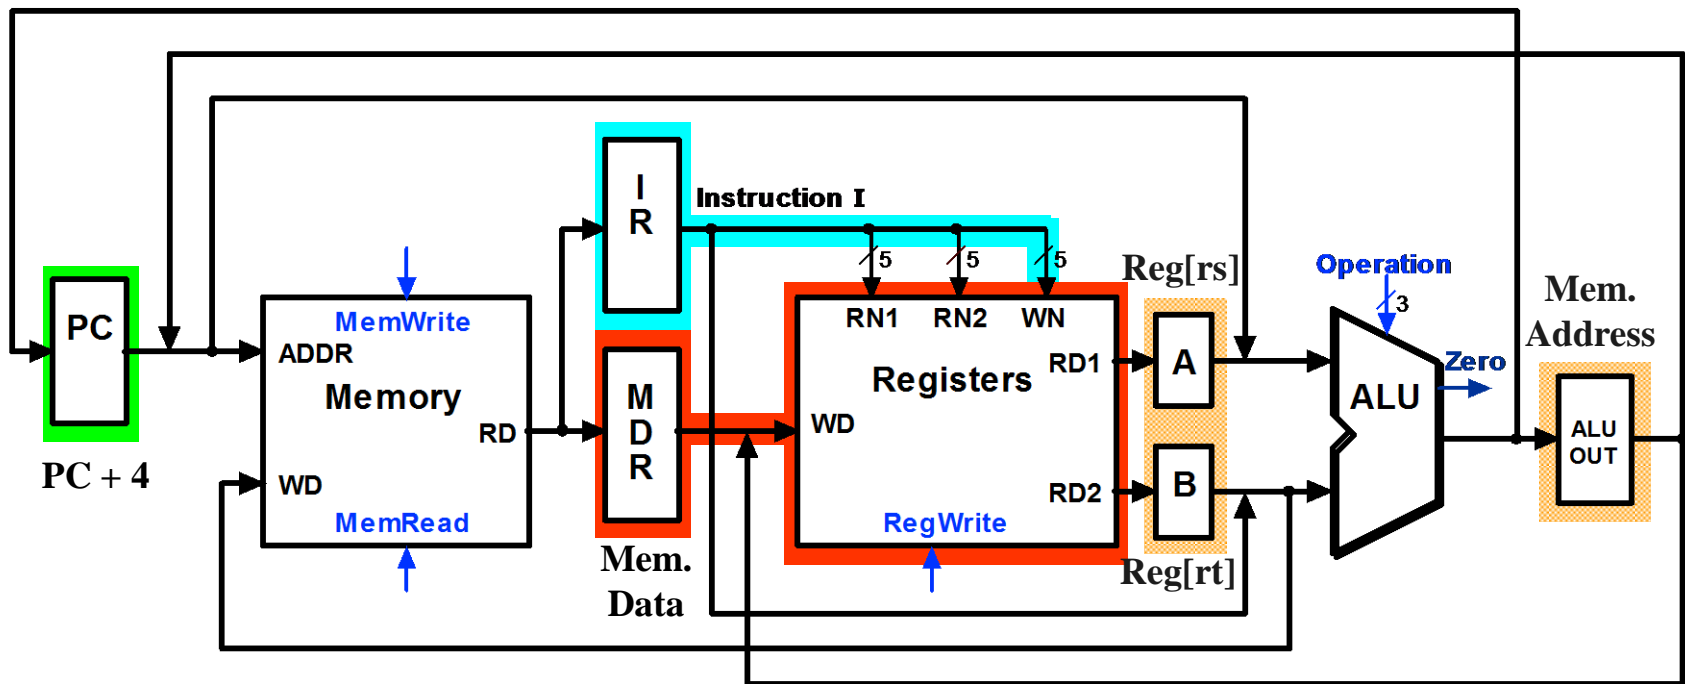 I
R
Instruction I
5
5
5
Reg[rs]
Operation
3
Mem.
Address
PC
MemWrite
RN1
RN2
WN
ADDR
Memory
RD1
A
Zero
Registers
ALU
M
D
R
RD
WD
ALU
OUT
PC + 4
WD
RD2
B
MemRead
RegWrite
Mem.
Data
Reg[rt]